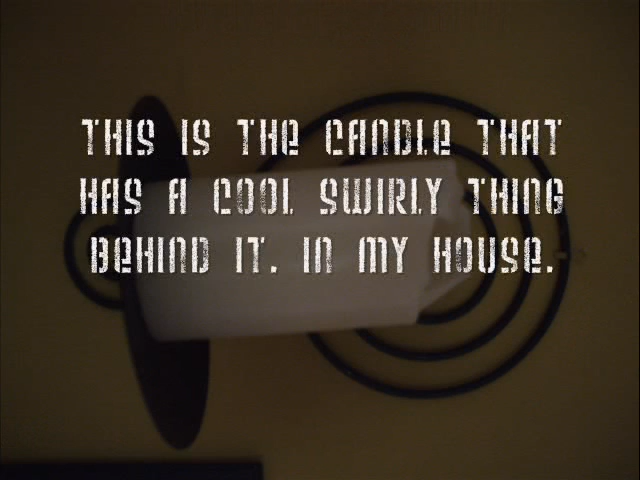 THIS IS THE CANDLE THAT
HAS A COOL SWIRLY THING
BEHIND IT. IN MY HOUSE.